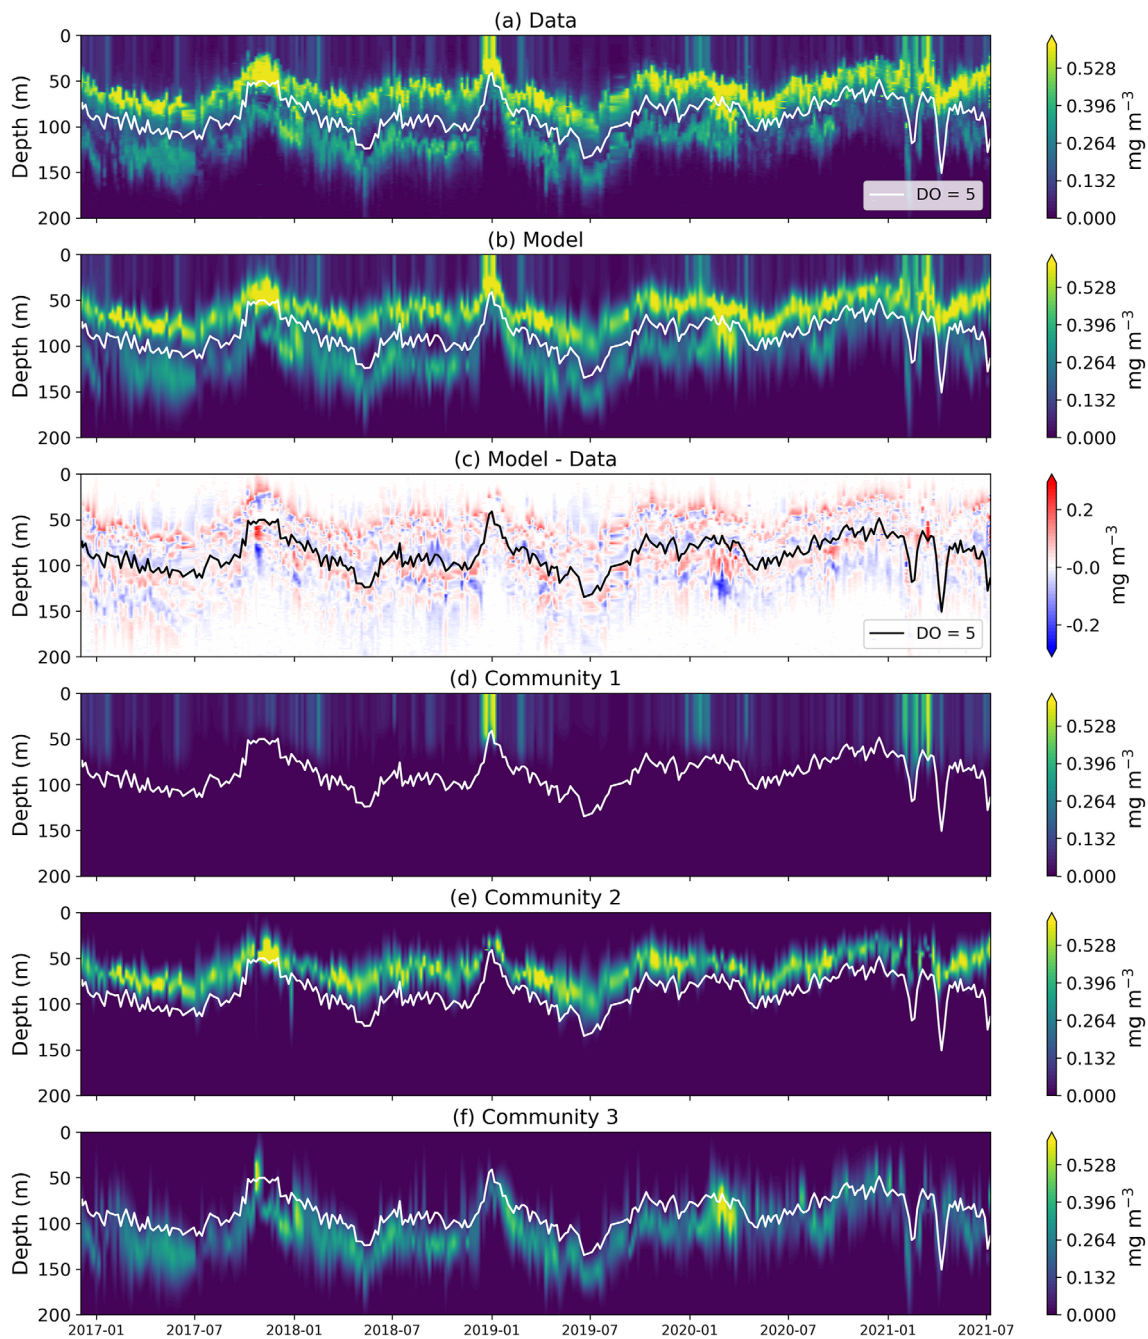 (a) Data
Depth (m)
0
50
100
150
200
DO = 5
0.528
0.396
0.264
0.132
0.000
mg m⁻³
(b) Model
Depth (m)
0
50
100
150
200
0.528
0.396
0.264
0.132
0.000
mg m⁻³
(c) Model - Data
Depth (m)
0
50
100
150
200
DO = 5
0.2
-0.0
-0.2
mg m⁻³
(d) Community 1
Depth (m)
0
50
100
150
200
0.528
0.396
0.264
0.132
0.000
mg m⁻³
(e) Community 2
Depth (m)
0
50
100
150
200
0.528
0.396
0.264
0.132
0.000
mg m⁻³
(f) Community 3
Depth (m)
0
50
100
150
200
0.528
0.396
0.264
0.132
0.000
mg m⁻³
2017-01 2017-07 2018-01 2018-07 2019-01 2019-07 2020-01 2020-07 2021-01 2021-07